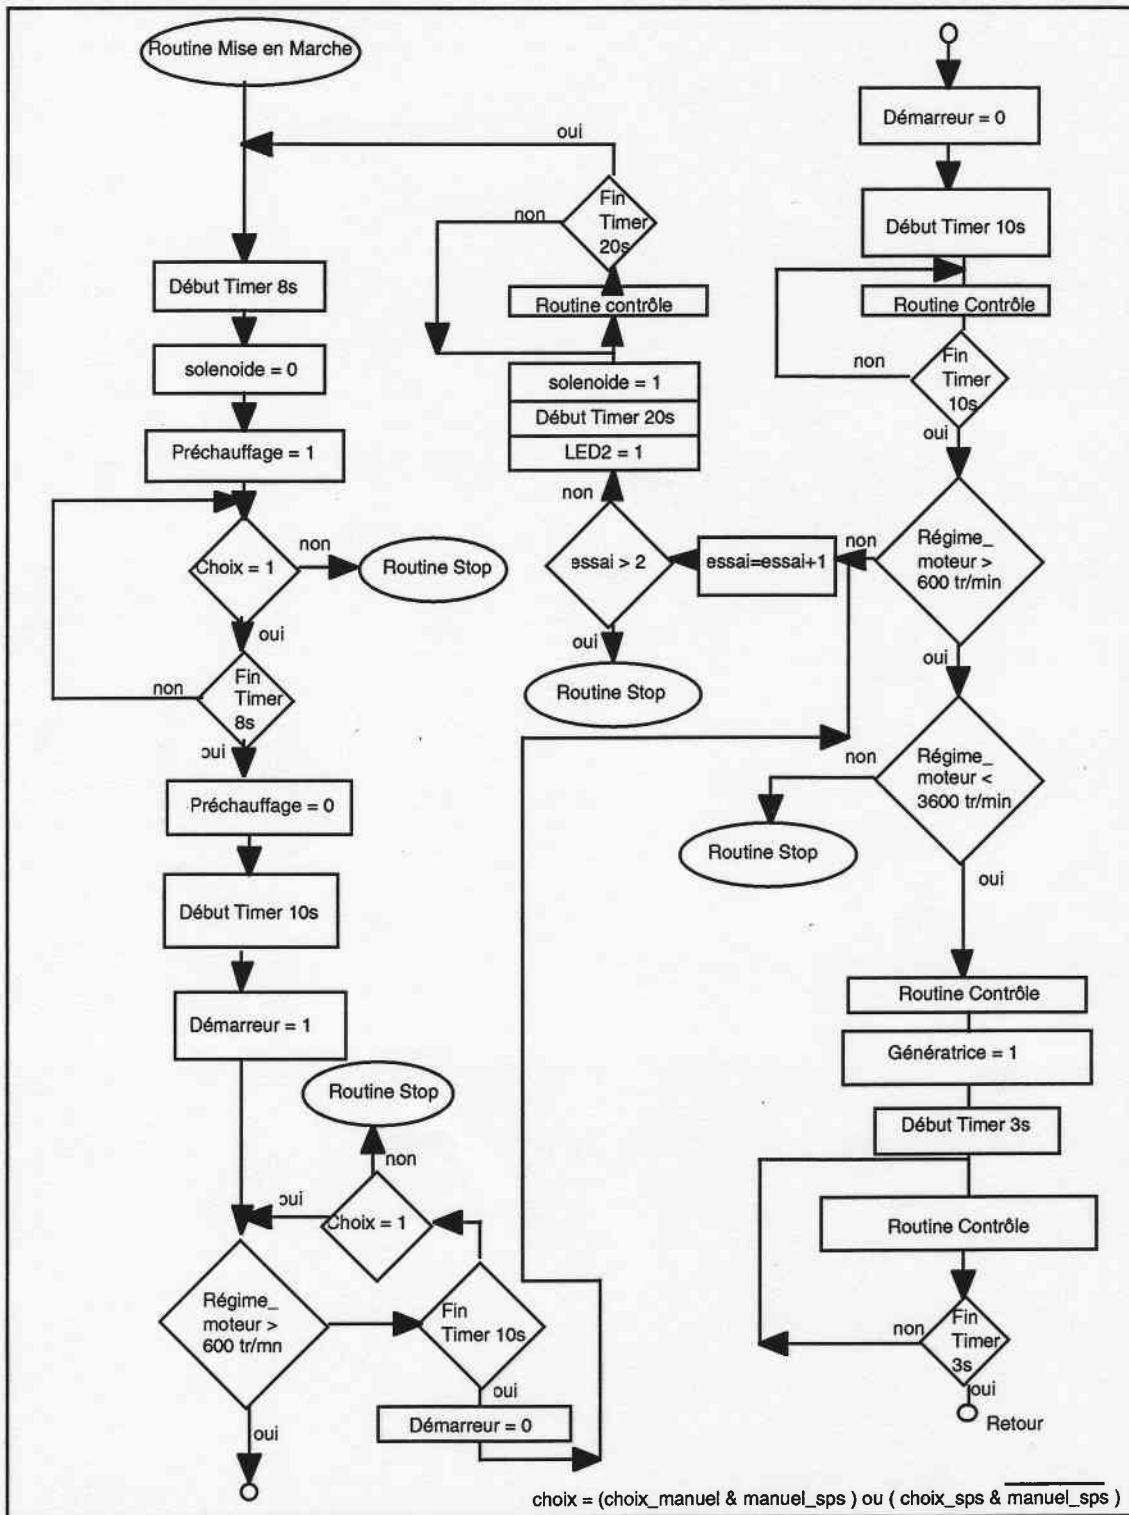 Routine Mise en Marche
Début Timer 8s
solenoide = 0
Préchauffage = 1
Choix = 1
non
Routine Stop
oui
Fin
Timer
8s
non
oui
Préchauffage = 0
Début Timer 10s
Démarreur = 1
Routine Stop
non
Choix = 1
oui
Régime_
moteur >
600 tr/mn
Fin
Timer 10s
oui
Démarreur = 0
oui
oui
Fin
Timer
20s
non
Routine contrôle
solenoide = 1
Début Timer 20s
LED2 = 1
non
essai > 2
essai=essai+1
oui
Routine Stop
Démarreur = 0
Début Timer 10s
Routine Contrôle
Fin
Timer
10s
non
oui
Régime_
moteur >
600 tr/min
non
oui
Régime_
moteur <
3600 tr/min
non
Routine Stop
oui
Routine Contrôle
Génératrice = 1
Début Timer 3s
Routine Contrôle
Fin
Timer
3s
non
oui
Retour
choix = (choix_manuel & manuel_sps ) ou ( choix_sps & manuel_sps )